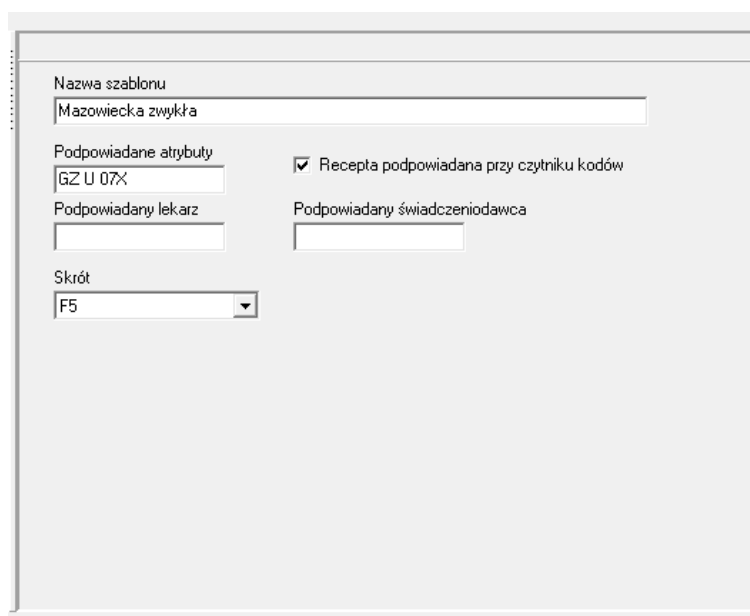 Nazwa szablonu
Mazowiecka zwykła
Podpowiadane atrybuty
Recepta podpowiadana przy czytniku kodów
GZ U 07X
Podpowiadany lekarz
Podpowiadany świadczeniodawca
Skrót
F5